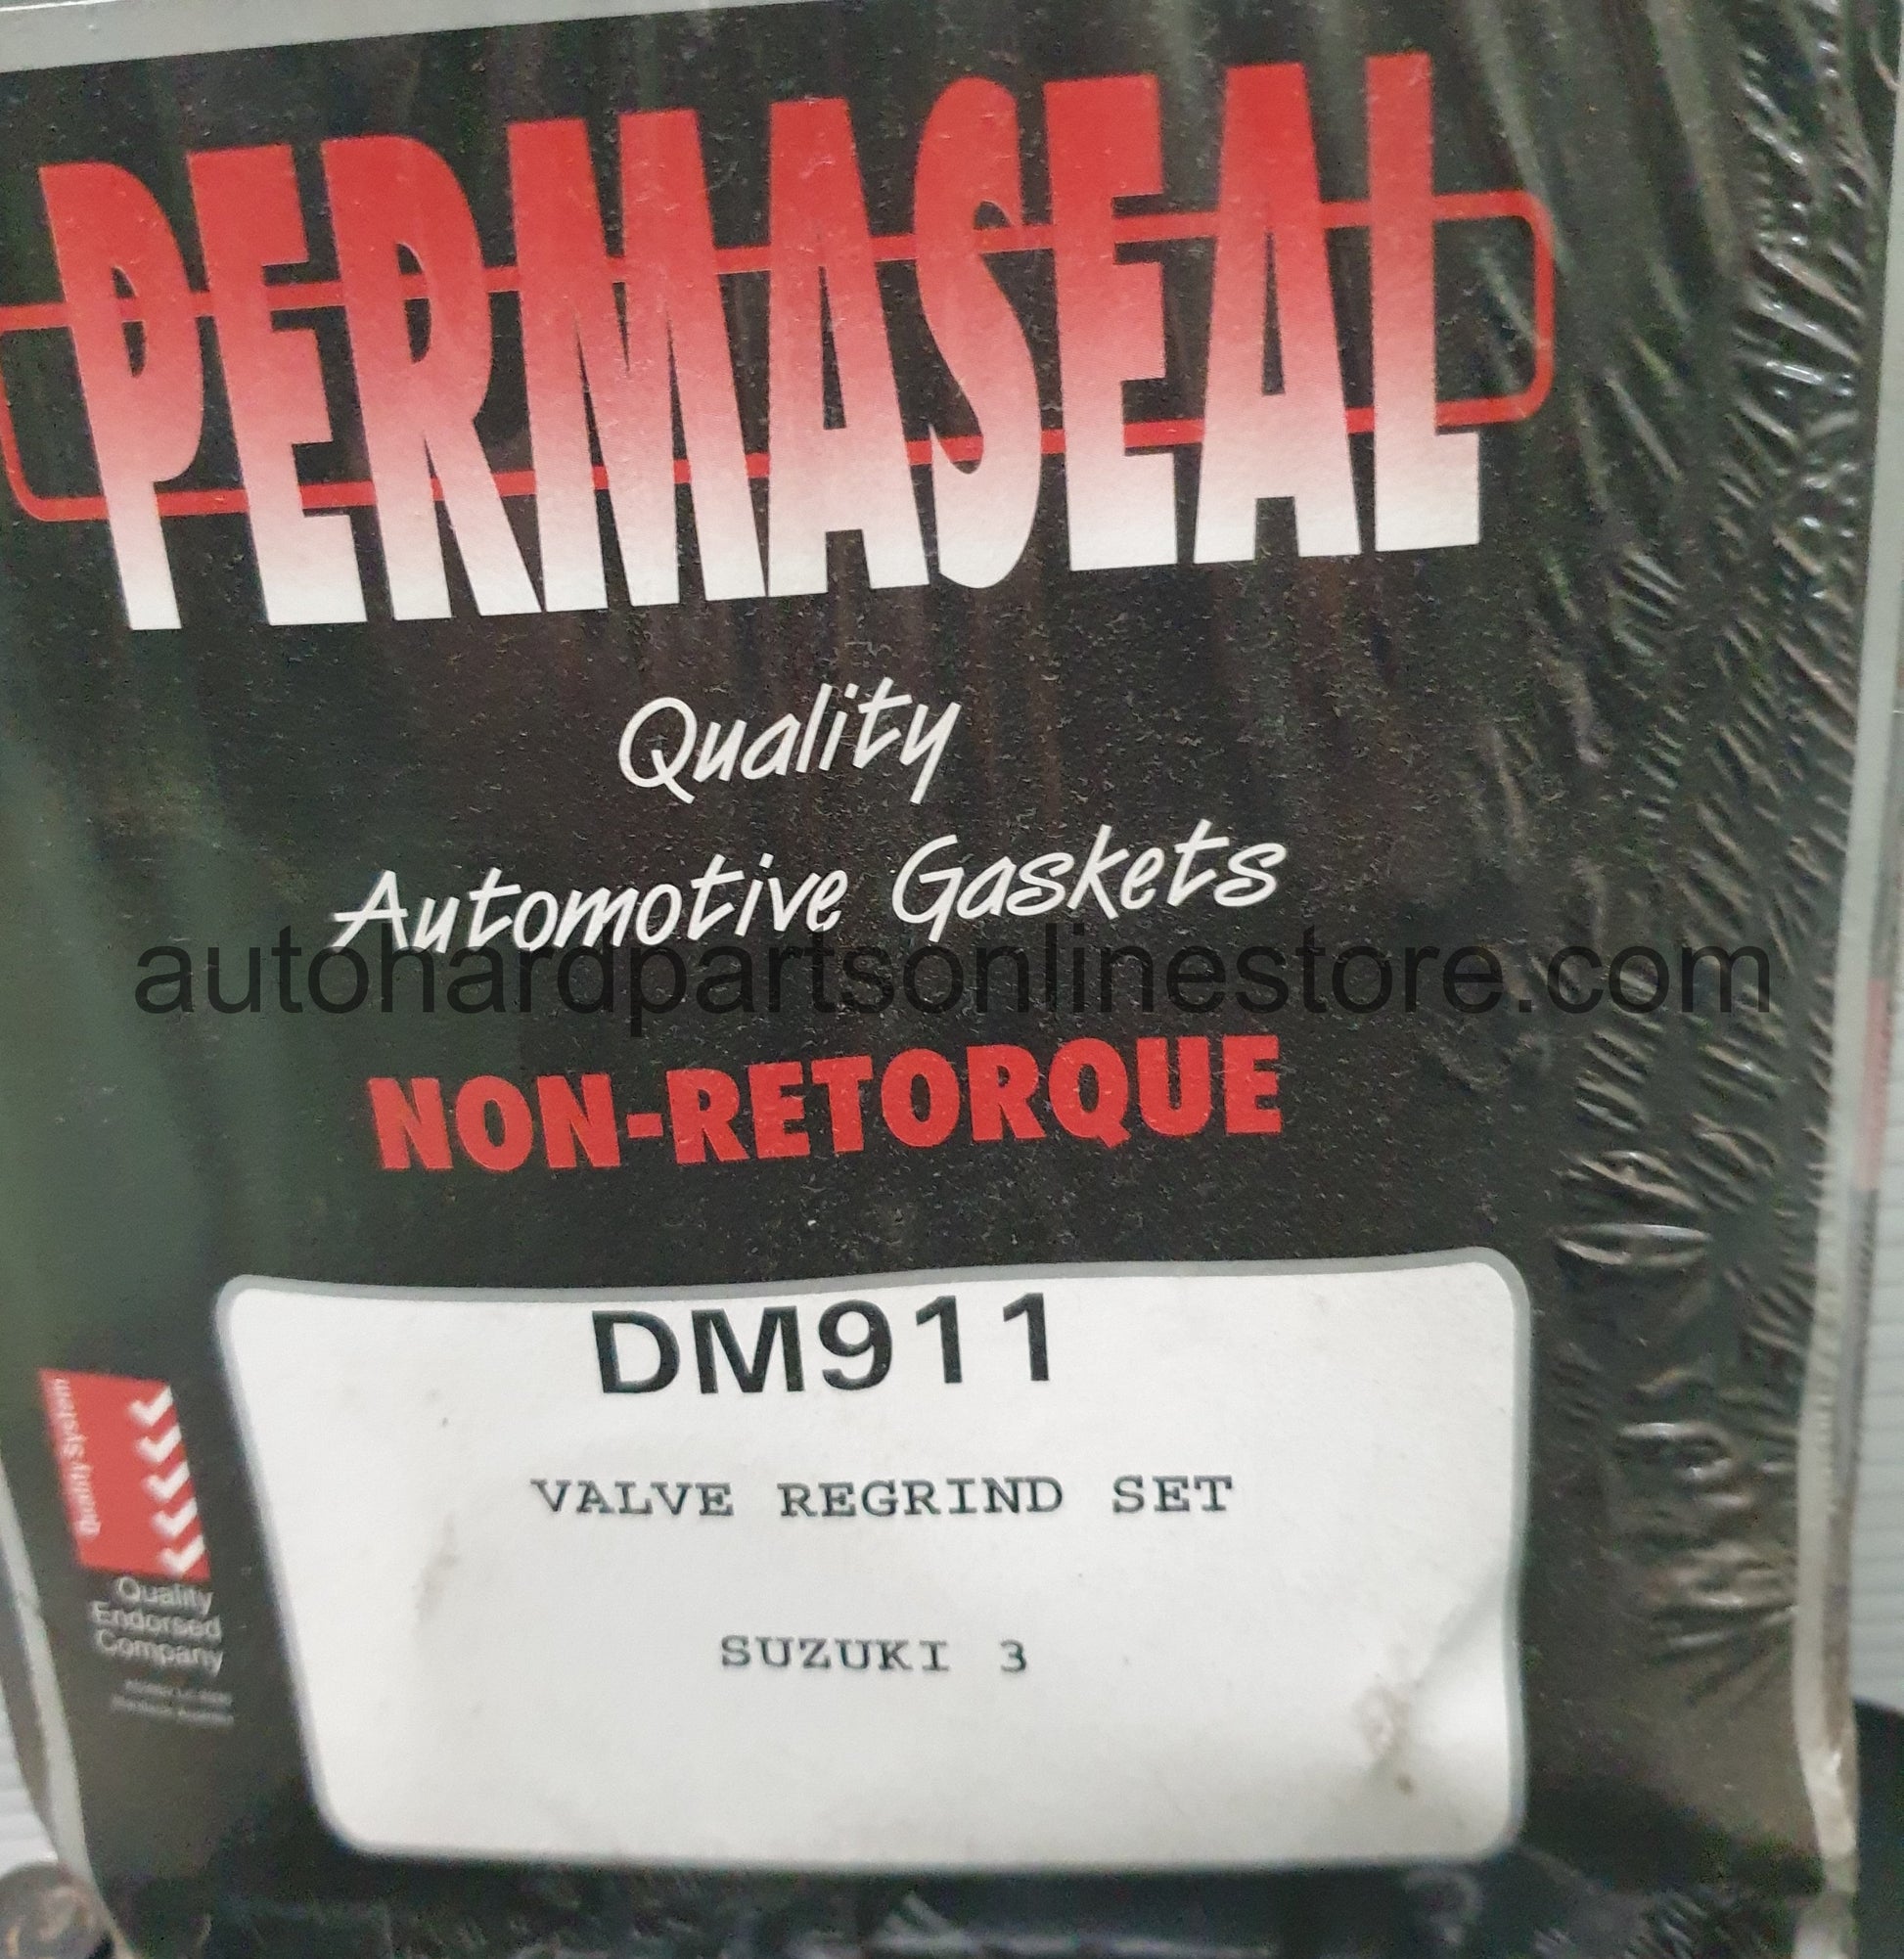 PERMASEAL
Quality
Automotive Gaskets
autohardpartsonlinestore.com
NON-RETORQUE
DM911
VALVE REGRIND SET
SUZUKI 3
Quality System
Quality
Endorsed
Company